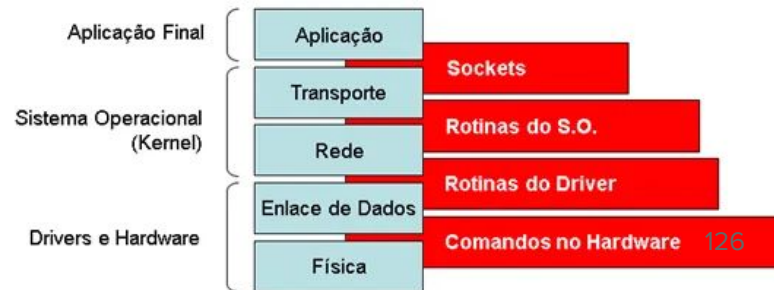 Aplicação Final
Aplicação
Sockets
Transporte
Sistema Operacional
(Kernel)
Rotinas do S.O.
Rede
Rotinas do Driver
Enlace de Dados
Drivers e Hardware
Comandos no Hardware 126
Física